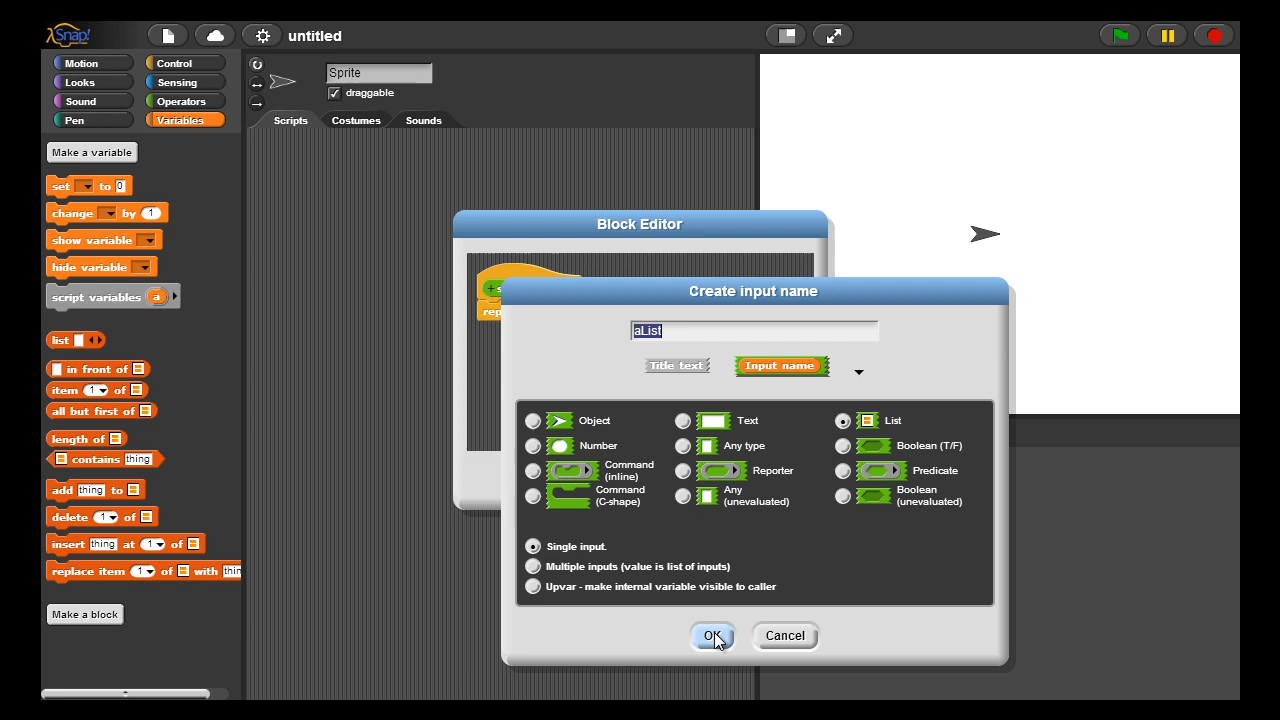 Snap!
untitled
Motion
Control
Looks
Sensing
Sound
Operators
Pen
Variables
Sprite
draggable
Scripts
Costumes
Sounds
Make a variable
set to 0
change by 1
show variable
hide variable
script variables a
list
in front of
item 1 of
all but first of
length of
contains thing
add thing to
delete 1 of
insert thing at 1 of
replace item 1 of with
Make a block
Block Editor
Create input name
aList
Title text
Input name
Object
Text
List
Number
Any type
Boolean (T/F)
Command
(inline)
Reporter
Predicate
Command
(C-shape)
Any
(unevaluated)
Boolean
(unevaluated)
Single input.
Multiple inputs (value is list of inputs)
Upvar - make internal variable visible to caller
OK
Cancel